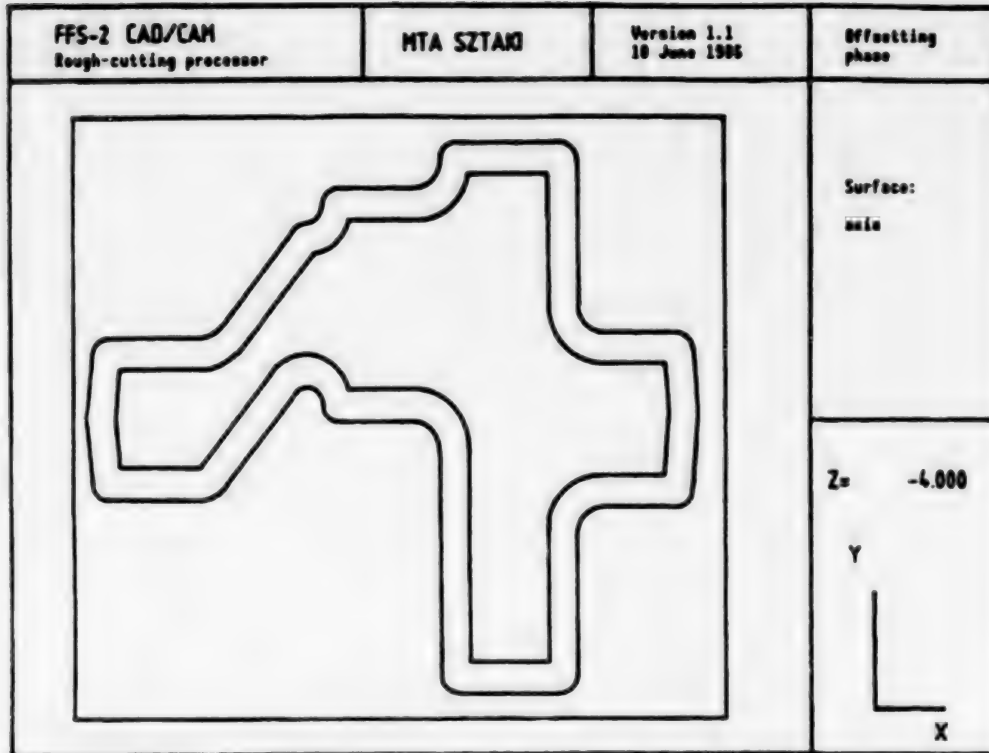 FFS-2 CAD/CAM
Rough-cutting processor
MTA SZTAKI
Version 1.1
10 June 1986
Offsetting
phase
Surface:
main
Z= -4.000
Y
X